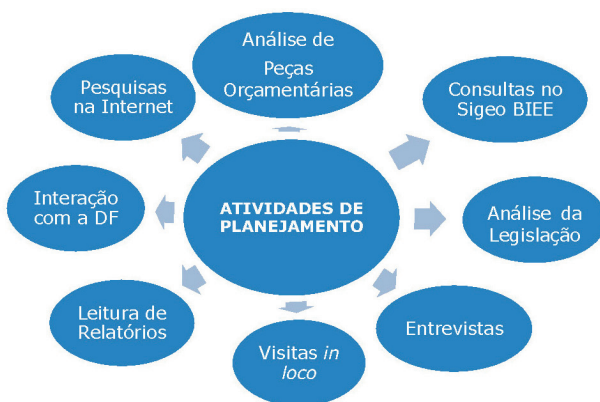 Análise de
Peças
Orçamentárias
Pesquisas
na Internet
Consultas no
Sigeo BIEE
Interação
com a DF
ATIVIDADES DE
PLANEJAMENTO
Análise da
Legislação
Leitura de
Relatórios
Entrevistas
Visitas in
loco